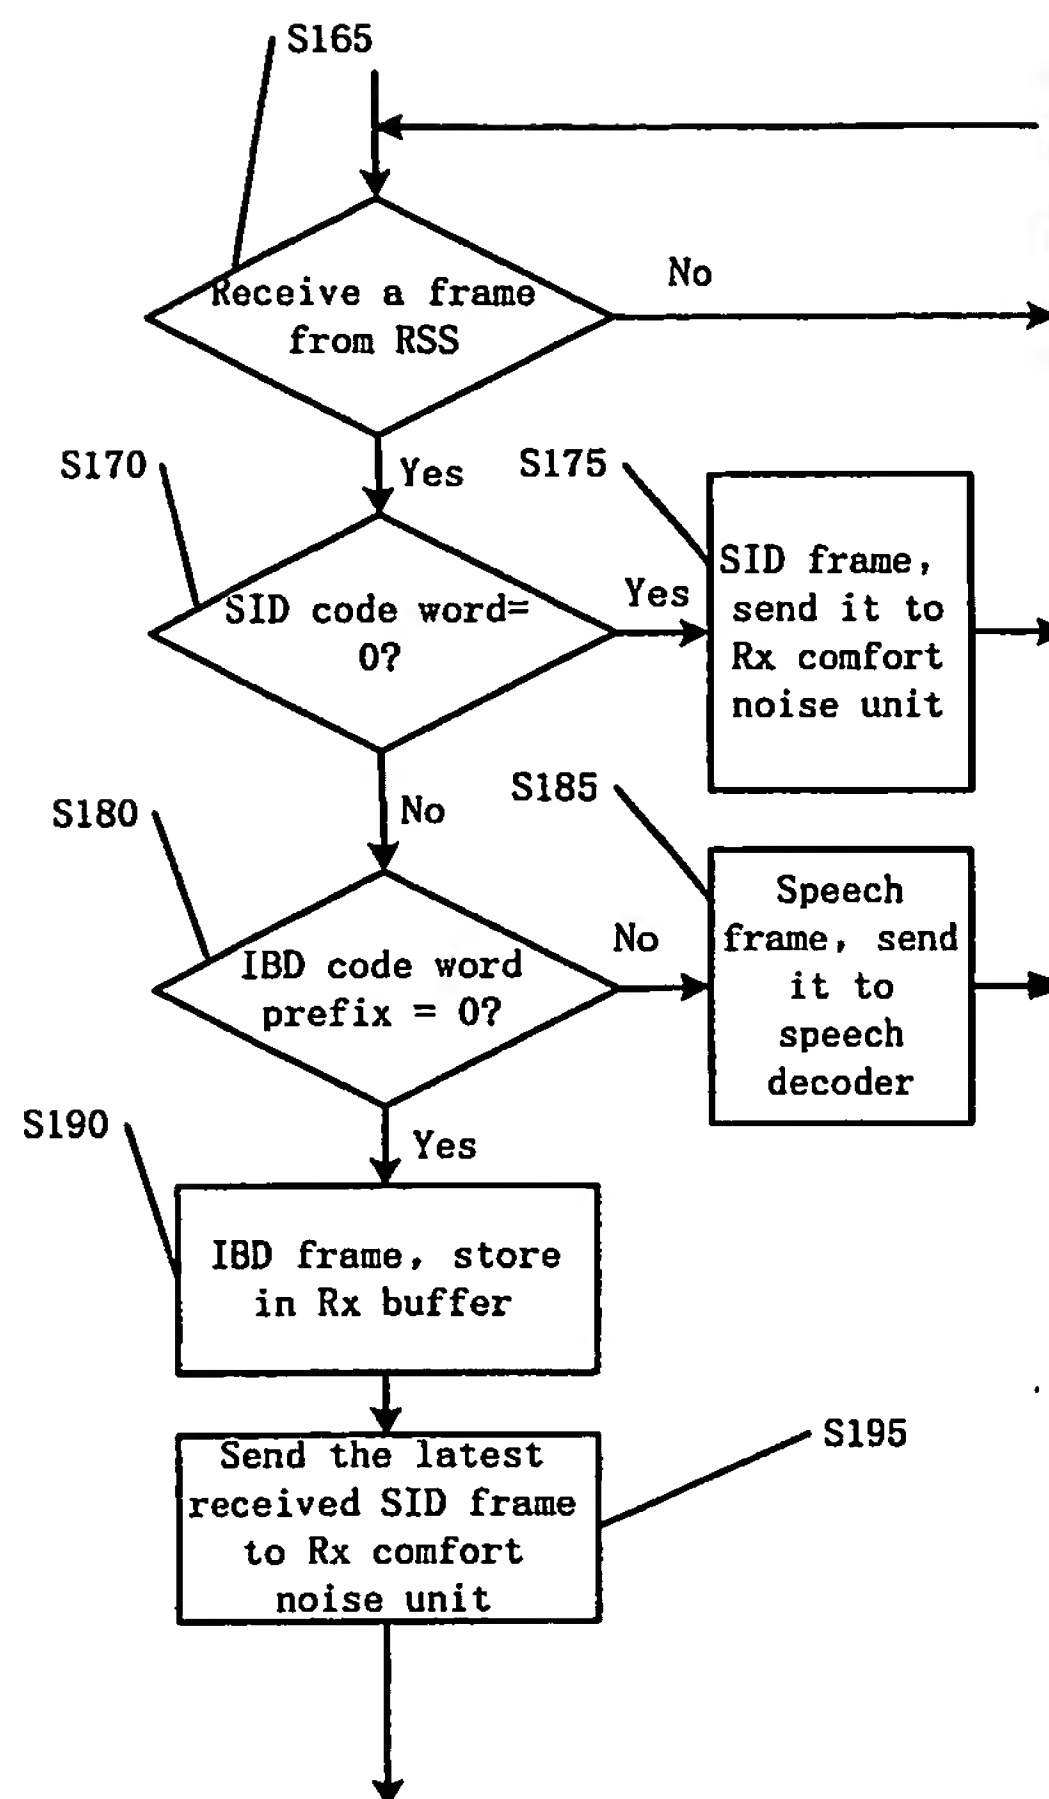 S165
Receive a frame
from RSS
No
Yes
S170
SID code word=
0?
Yes
S175
SID frame,
send it to
Rx comfort
noise unit
No
S180
IBD code word
prefix = 0?
No
S185
Speech
frame, send
it to
speech
decoder
Yes
S190
IBD frame, store
in Rx buffer
S195
Send the latest
received SID frame
to Rx comfort
noise unit